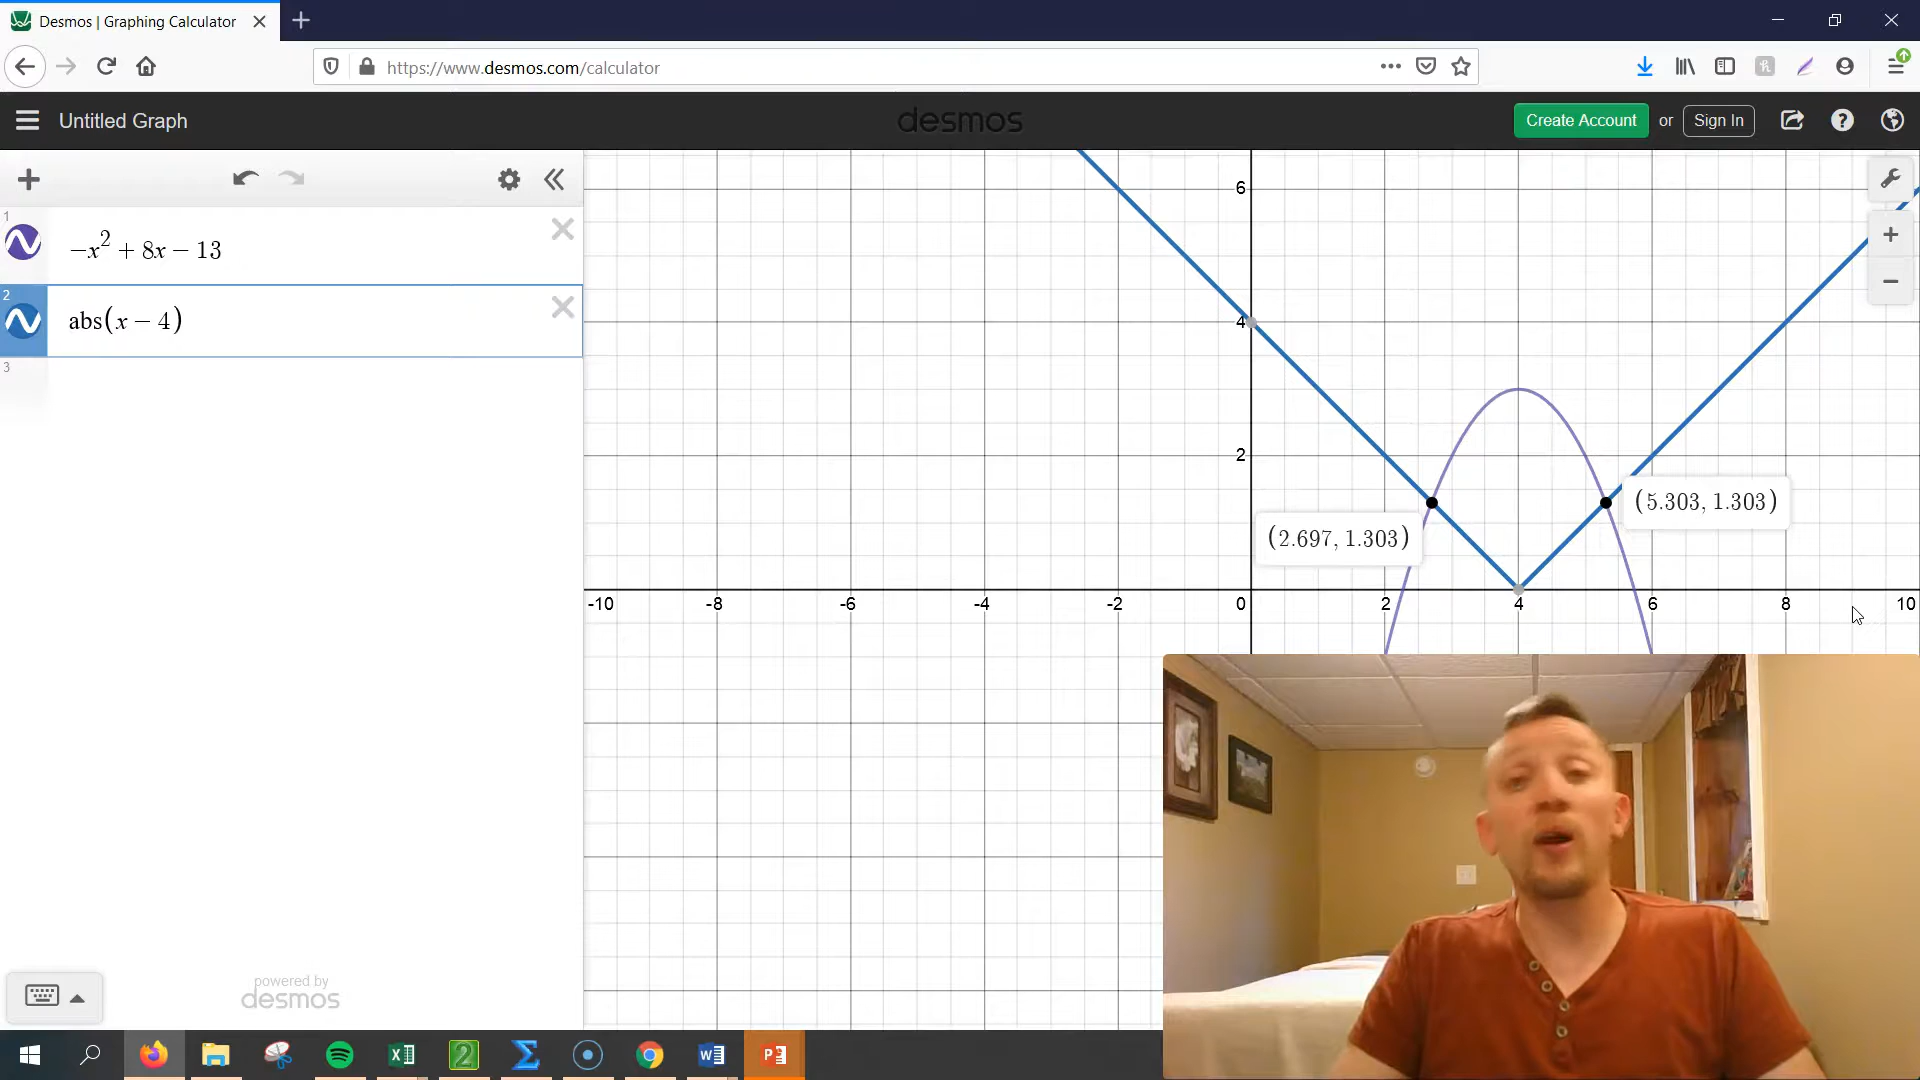 Desmos | Graphing Calculator
https://www.desmos.com/calculator
Untitled Graph
desmos
Create Account or Sign In
1
-x² + 8x - 13
2
abs(x - 4)
3
6
4
2
(5.303, 1.303)
(2.697, 1.303)
-10 -8 -6 -4 -2 0 2 4 6 8 10
powered by
desmos